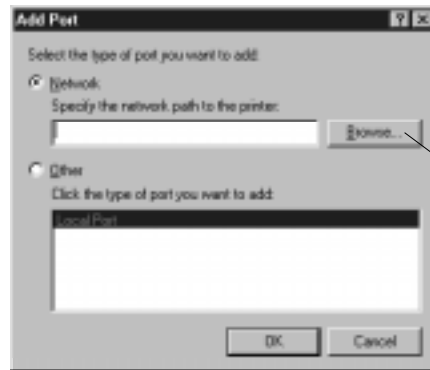 Add Port
Select the type of port you want to add:
Network
Specify the network path to the printer:
Browse...
Other
Click the type of port you want to add:
Local Port
OK
Cancel